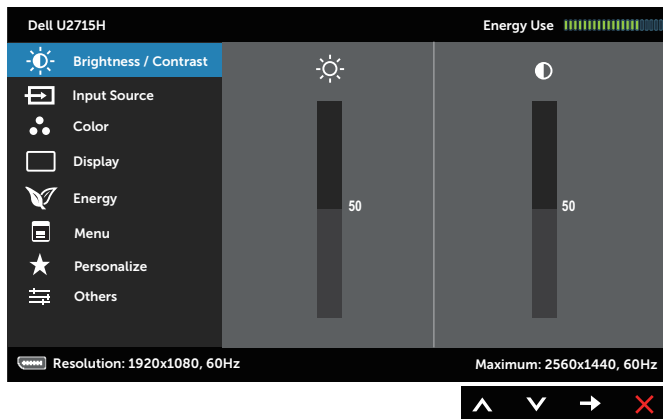 Dell U2715H Energy Use
Brightness / Contrast
Input Source
Color
Display
Energy
50 50
Menu
Personalize
Others
Resolution: 1920x1080, 60Hz Maximum: 2560x1440, 60Hz